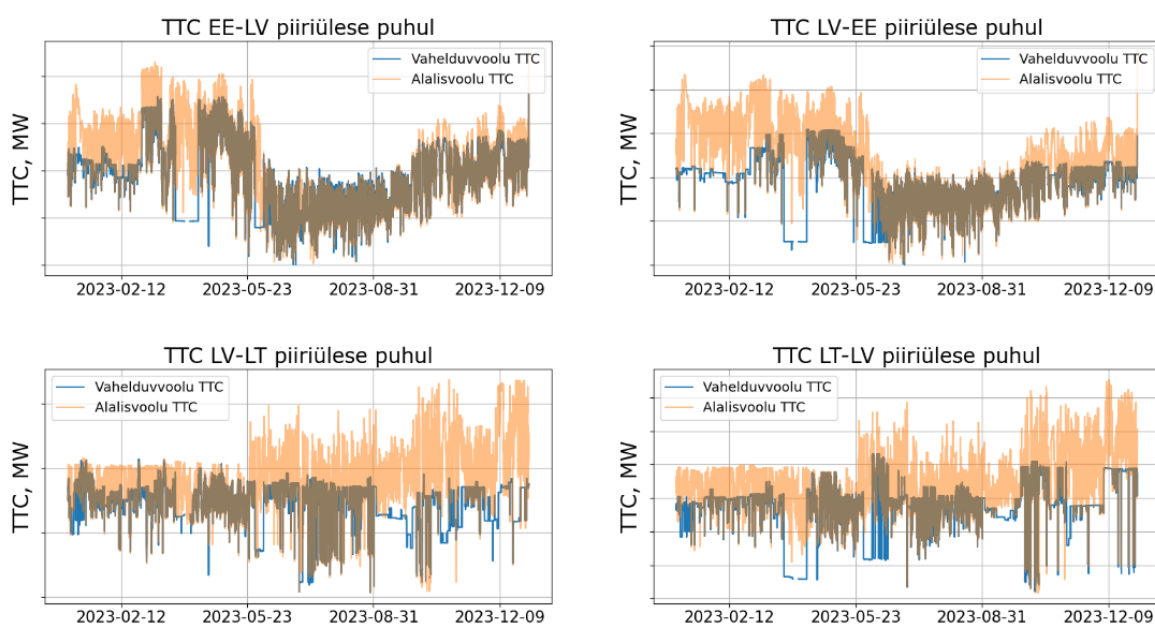 TTC EE-LV piiriülese puhul
TTC, MW
Vahelduvvoolu TTC
Alalisvoolu TTC
2023-02-12 2023-05-23 2023-08-31 2023-12-09
TTC LV-EE piiriülese puhul
TTC, MW
Vahelduvvoolu TTC
Alalisvoolu TTC
2023-02-12 2023-05-23 2023-08-31 2023-12-09
TTC LV-LT piiriülese puhul
TTC, MW
Vahelduvvoolu TTC
Alalisvoolu TTC
2023-02-12 2023-05-23 2023-08-31 2023-12-09
TTC LT-LV piiriülese puhul
TTC, MW
Vahelduvvoolu TTC
Alalisvoolu TTC
2023-02-12 2023-05-23 2023-08-31 2023-12-09